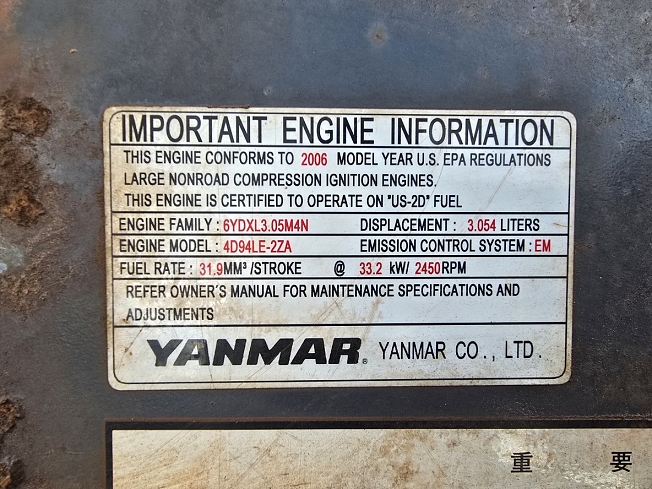 IMPORTANT ENGINE INFORMATION
THIS ENGINE CONFORMS TO 2006 MODEL YEAR U.S. EPA REGULATIONS
LARGE NONROAD COMPRESSION IGNITION ENGINES.
THIS ENGINE IS CERTIFIED TO OPERATE ON "US-2D" FUEL
ENGINE FAMILY : 6YDXL3.05M4N DISPLACEMENT : 3.054 LITERS
ENGINE MODEL : 4D94LE-2ZA EMISSION CONTROL SYSTEM : EM
FUEL RATE : 31.9MM³ /STROKE @ 33.2 kW/ 2450RPM
REFER OWNER'S MANUAL FOR MAINTENANCE SPECIFICATIONS AND
ADJUSTMENTS
YANMAR® YANMAR CO., LTD.
重 要